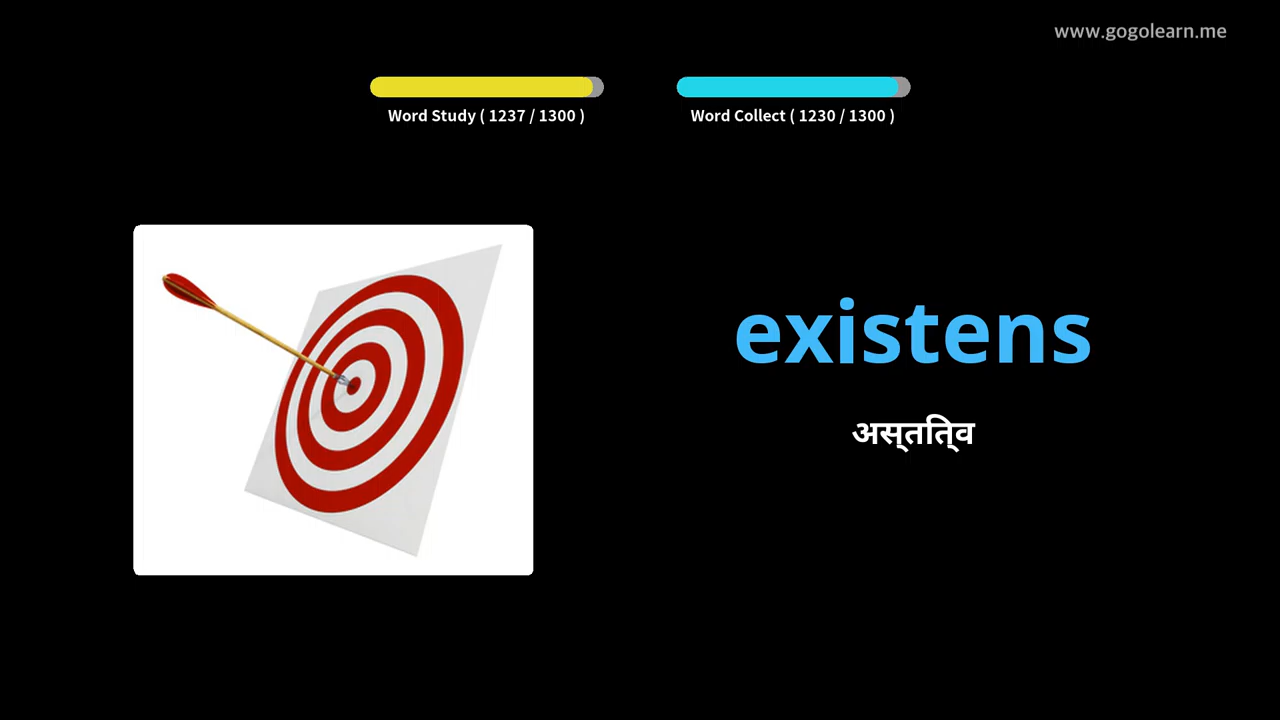 www.gogolearn.me
Word Study ( 1237 / 1300 )
Word Collect ( 1230 / 1300 )
existens
अस्तित्व